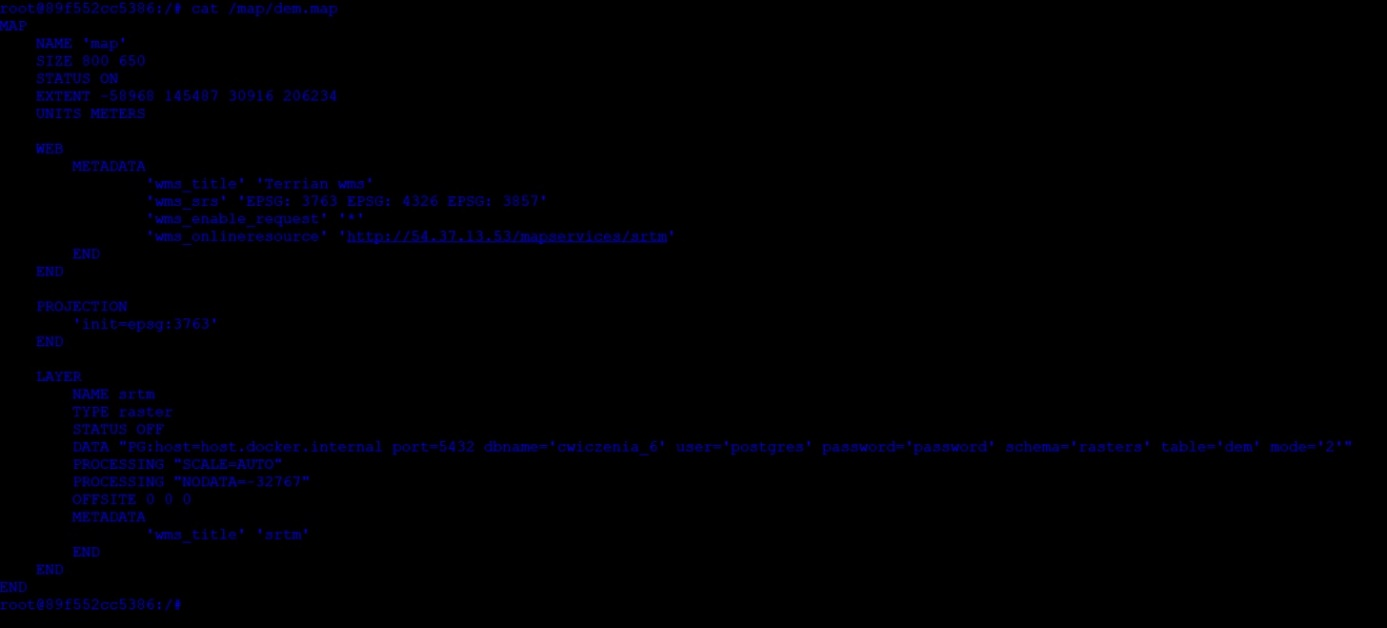 root@89f552cc5386:/# cat /map/dem.map
MAP
NAME 'map'
SIZE 800 650
STATUS ON
EXTENT -58968 145487 30916 206234
UNITS METERS
WEB
METADATA
'wms_title' 'Terrian wms'
'wms_srs' 'EPSG: 3763 EPSG: 4326 EPSG: 3857'
'wms_enable_request' '*'
'wms_onlineresource' 'http://54.37.13.53/mapservices/srtm'
END
END
PROJECTION
'init=epsg:3763'
END
LAYER
NAME srtm
TYPE raster
STATUS OFF
DATA "PG:host=host.docker.internal port=5432 dbname='cwiczenia_6' user='postgres' password='password' schema='rasters' table='dem' mode='2'"
PROCESSING "SCALE=AUTO"
PROCESSING "NODATA=-32767"
OFFSITE 0 0 0
METADATA
'wms_title' 'srtm'
END
END
END
root@89f552cc5386:/#